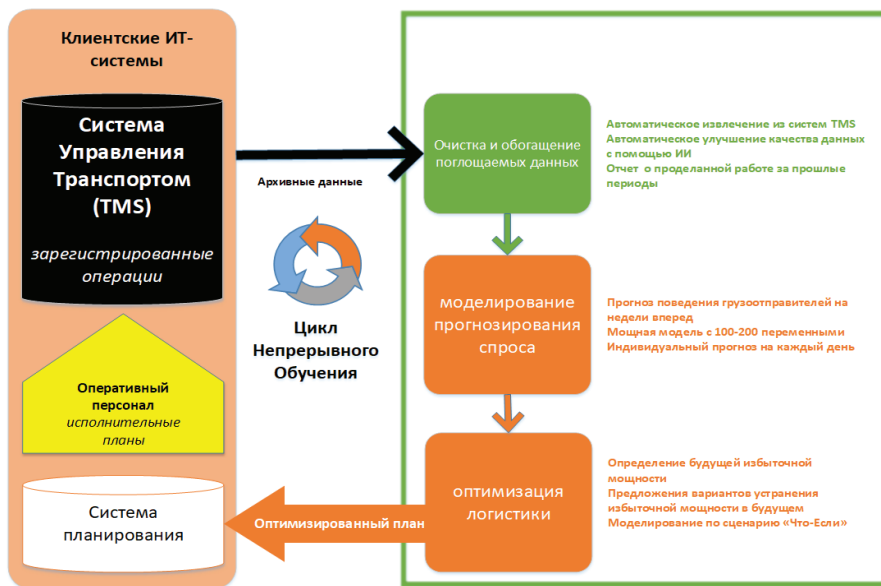 Клиентские ИТ-
системы
Система
Управления
Транспортом
(TMS)
зарегистрированные
операции
Оперативный
персонал
исполнительные
планы
Система
планирования
Архивные данные
Цикл
Непрерывного
Обучения
Оптимизированный план
Очистка и обогащение
поглощаемых данных
Автоматическое извлечение из систем TMS
Автоматическое улучшение качества данных
с помощью ИИ
Отчет о проделанной работе за прошлые
периоды
моделирование
прогнозирования
спроса
Прогноз поведения грузоотправителей на
недели вперед
Мощная модель с 100-200 переменными
Индивидуальный прогноз на каждый день
оптимизация
логистики
Определение будущей избыточной
мощности
Предложения вариантов устранения
избыточной мощности в будущем
Моделирование по сценарию «Что-Если»